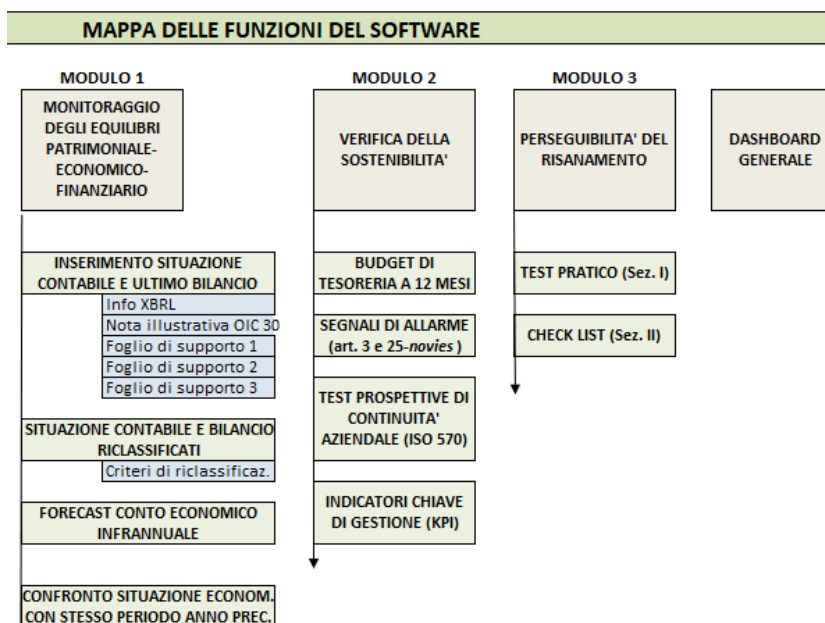 MAPPA DELLE FUNZIONI DEL SOFTWARE
MODULO 1
MONITORAGGIO
DEGLI EQUILIBRI
PATRIMONIALE-
ECONOMICO-
FINANZIARIO
INSERIMENTO SITUAZIONE
CONTABILE E ULTIMO BILANCIO
Info XBRL
Nota illustrativa OIC 30
Foglio di supporto 1
Foglio di supporto 2
Foglio di supporto 3
SITUAZIONE CONTABILE E BILANCIO
RICLASSIFICATI
Criteri di riclassificaz.
FORECAST CONTO ECONOMICO
INFRANNUALE
CONFRONTO SITUAZIONE ECONOM.
CON STESSO PERIODO ANNO PREC.
MODULO 2
VERIFICA DELLA
SOSTENIBILITA'
BUDGET DI
TESORERIA A 12 MESI
SEGNALI DI ALLARME
(art. 3 e 25-novies )
TEST PROSPETTIVE DI
CONTINUITA'
AZIENDALE (ISO 570)
INDICATORI CHIAVE
DI GESTIONE (KPI)
MODULO 3
PERSEGUIBILITA' DEL
RISANAMENTO
TEST PRATICO (Sez. I)
CHECK LIST (Sez. II)
DASHBOARD
GENERALE